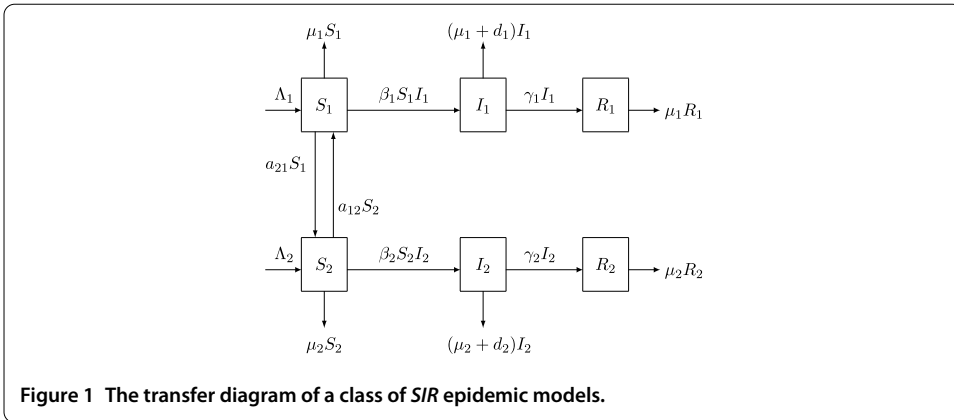 μ₁S₁ (μ₁ + d₁)I₁
Λ₁ S₁ β₁S₁I₁ I₁ γ₁I₁ R₁ μ₁R₁
a₂₁S₁
a₁₂S₂
Λ₂ S₂ β₂S₂I₂ I₂ γ₂I₂ R₂ μ₂R₂
μ₂S₂ (μ₂ + d₂)I₂
Figure 1 The transfer diagram of a class of SIR epidemic models.